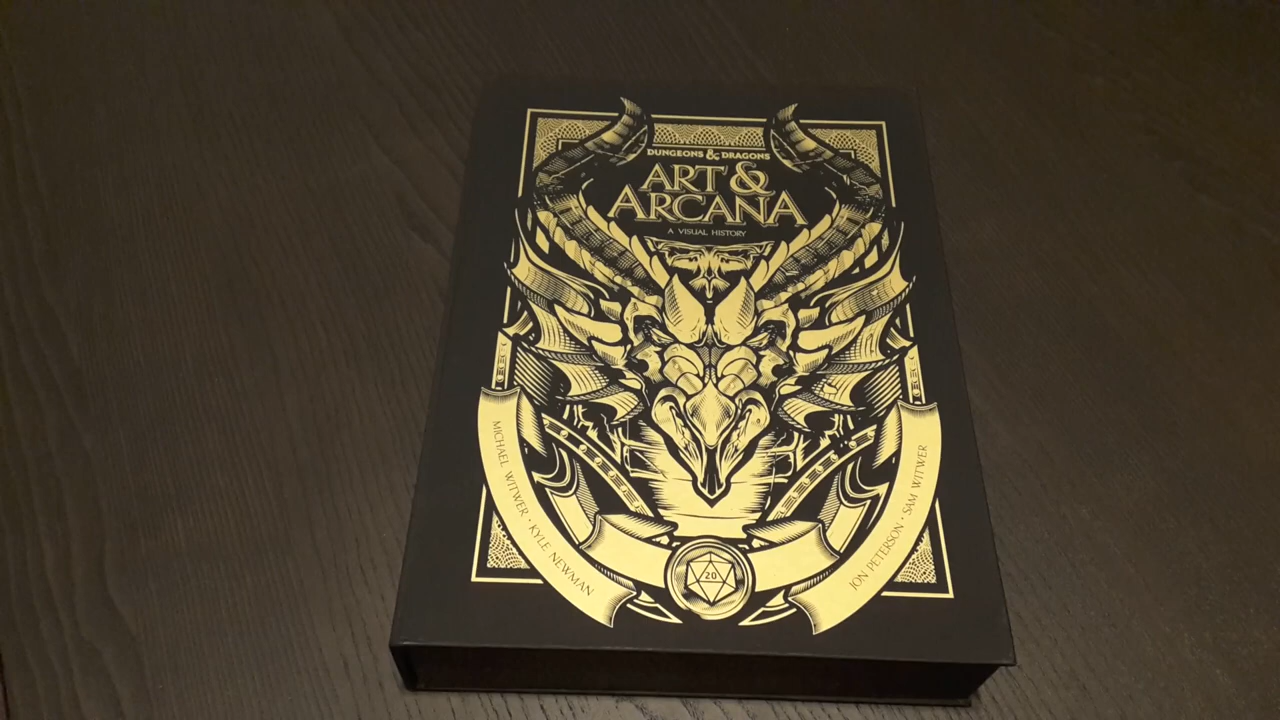 DUNGEONS & DRAGONS
ART &
ARCANA
A VISUAL HISTORY
MICHAEL WITWER · KYLE NEWMAN
JON PETERSON · SAM WITWER
20